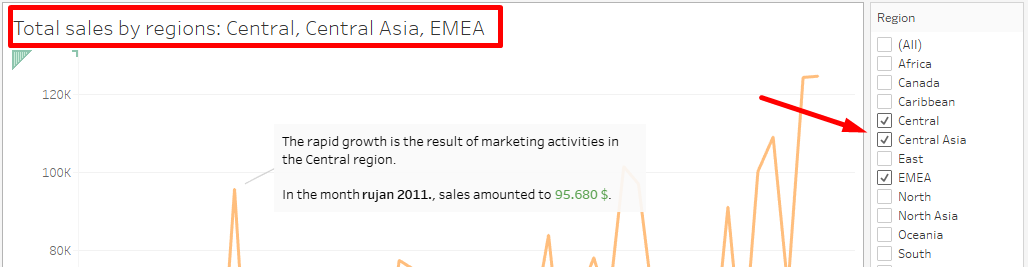 Total sales by regions: Central, Central Asia, EMEA
120K
100K
80K
The rapid growth is the result of marketing activities in
the Central region.
In the month rujan 2011., sales amounted to 95.680 $.
Region
(All)
Africa
Canada
Caribbean
Central
Central Asia
East
EMEA
North
North Asia
Oceania
South